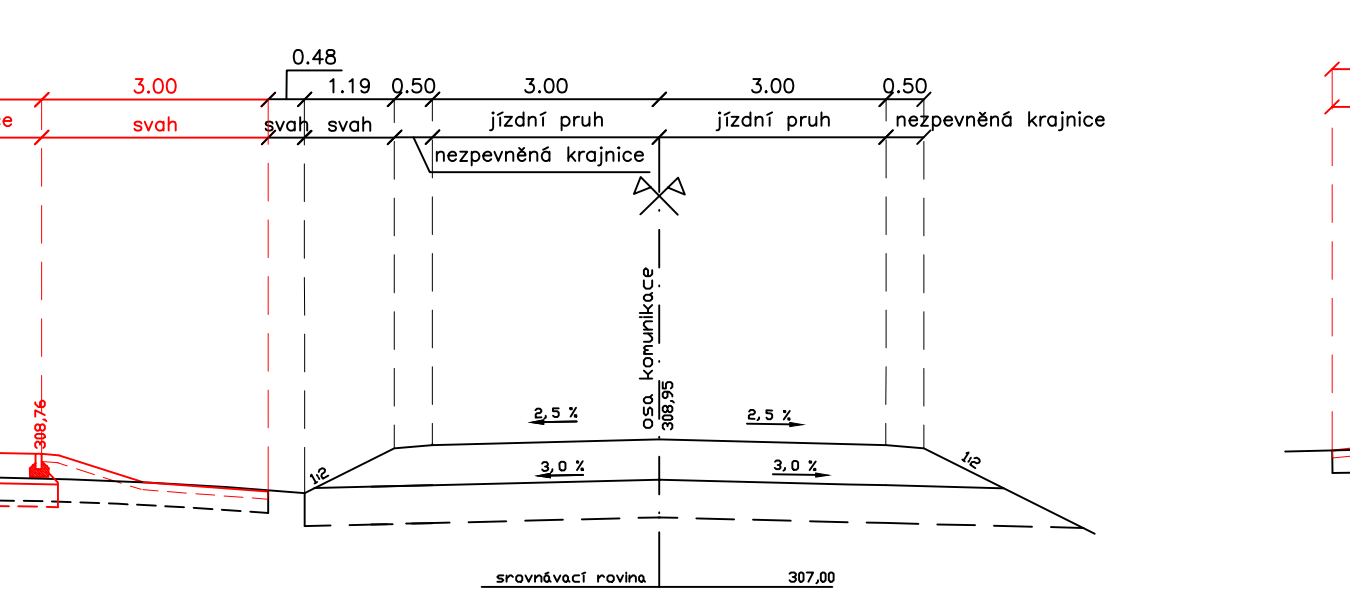 0.48
3.00 1.19 0.50 3.00 3.00 0.50
svah svah svah jízdní pruh jízdní pruh nezpevněná krajnice
nezpevněná krajnice
osa komunikace
308,95
308,76
2,5 % 2,5 %
1:2 3,0 % 3,0 % 1:2
srovnávací rovina 307,00